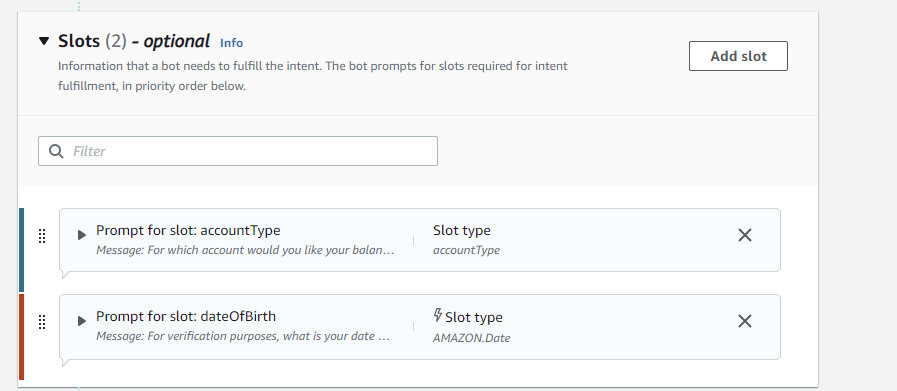 Slots (2) - optional Info
Information that a bot needs to fulfill the intent. The bot prompts for slots required for intent
fulfillment, in priority order below.
Add slot
Filter
Prompt for slot: accountType
Message: For which account would you like your balan...
Slot type
accountType
Prompt for slot: dateOfBirth
Message: For verification purposes, what is your date ...
Slot type
AMAZON.Date